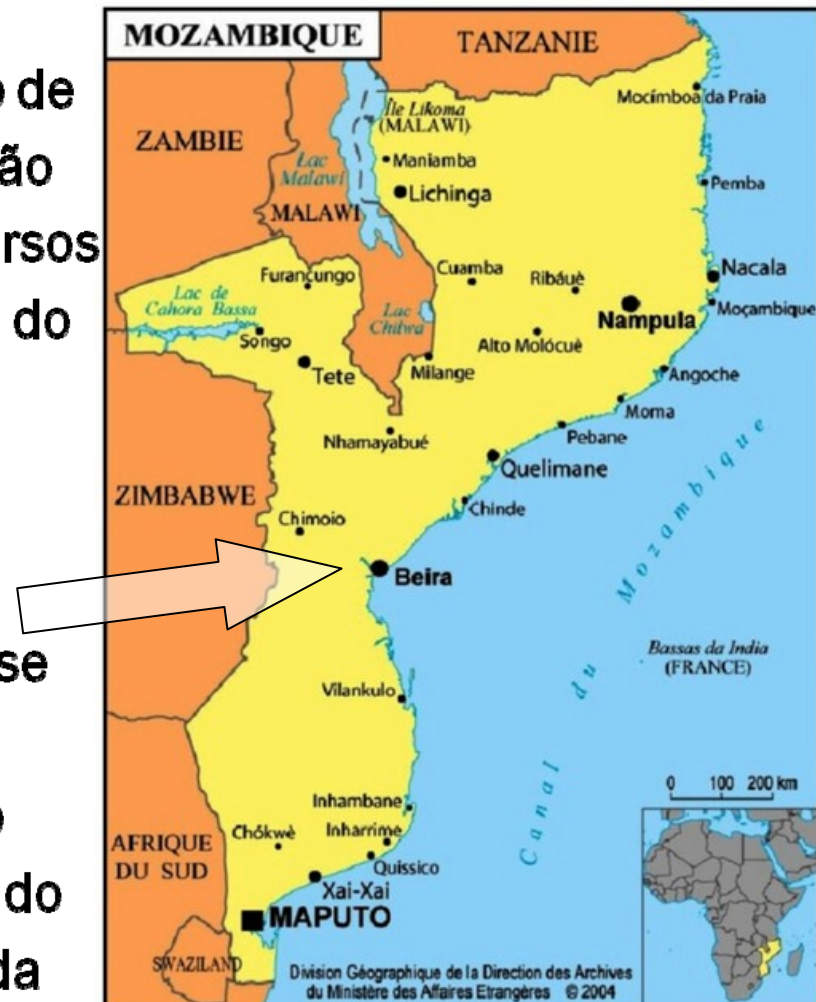 o de
ão
rsos
do
se
o
do
da
MOZAMBIQUE
TANZANIE
Mocímboa da Praia
Île Likoma
(MALAWI)
ZAMBIE
Maniamba
Lac
Malawi
Lichinga
Pemba
MALAWI
Cuamba
Ribáuè
Nacala
Furançungo
Lac de
Cahora Bassa
Lac
Chilwa
Nampula
Moçambique
Songo
Alto Molócuè
Tete
Milange
Angoche
Moma
Nhamayabué
Pebane
Quelimane
ZIMBABWE
Chinde
Chimoio
Beira
Canal du Mozambique
Bassas da India
(FRANCE)
Vilankulo
0 100 200 km
Inhambane
Chókwè
Inharrime
AFRIQUE
DU SUD
Quissico
Xai-Xai
MAPUTO
SWAZILAND
Division Géographique de la Direction des Archives
du Ministère des Affaires Etrangères © 2004